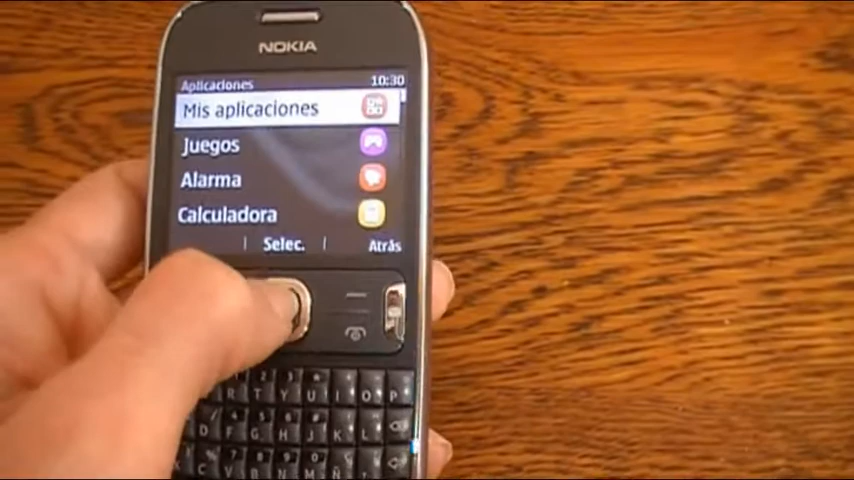 NOKIA
Aplicaciones 10:30
Mis aplicaciones
Juegos
Alarma
Calculadora
Selec. Atrás
R T Y U I O P
D F G H J K L
C V B N M Ñ